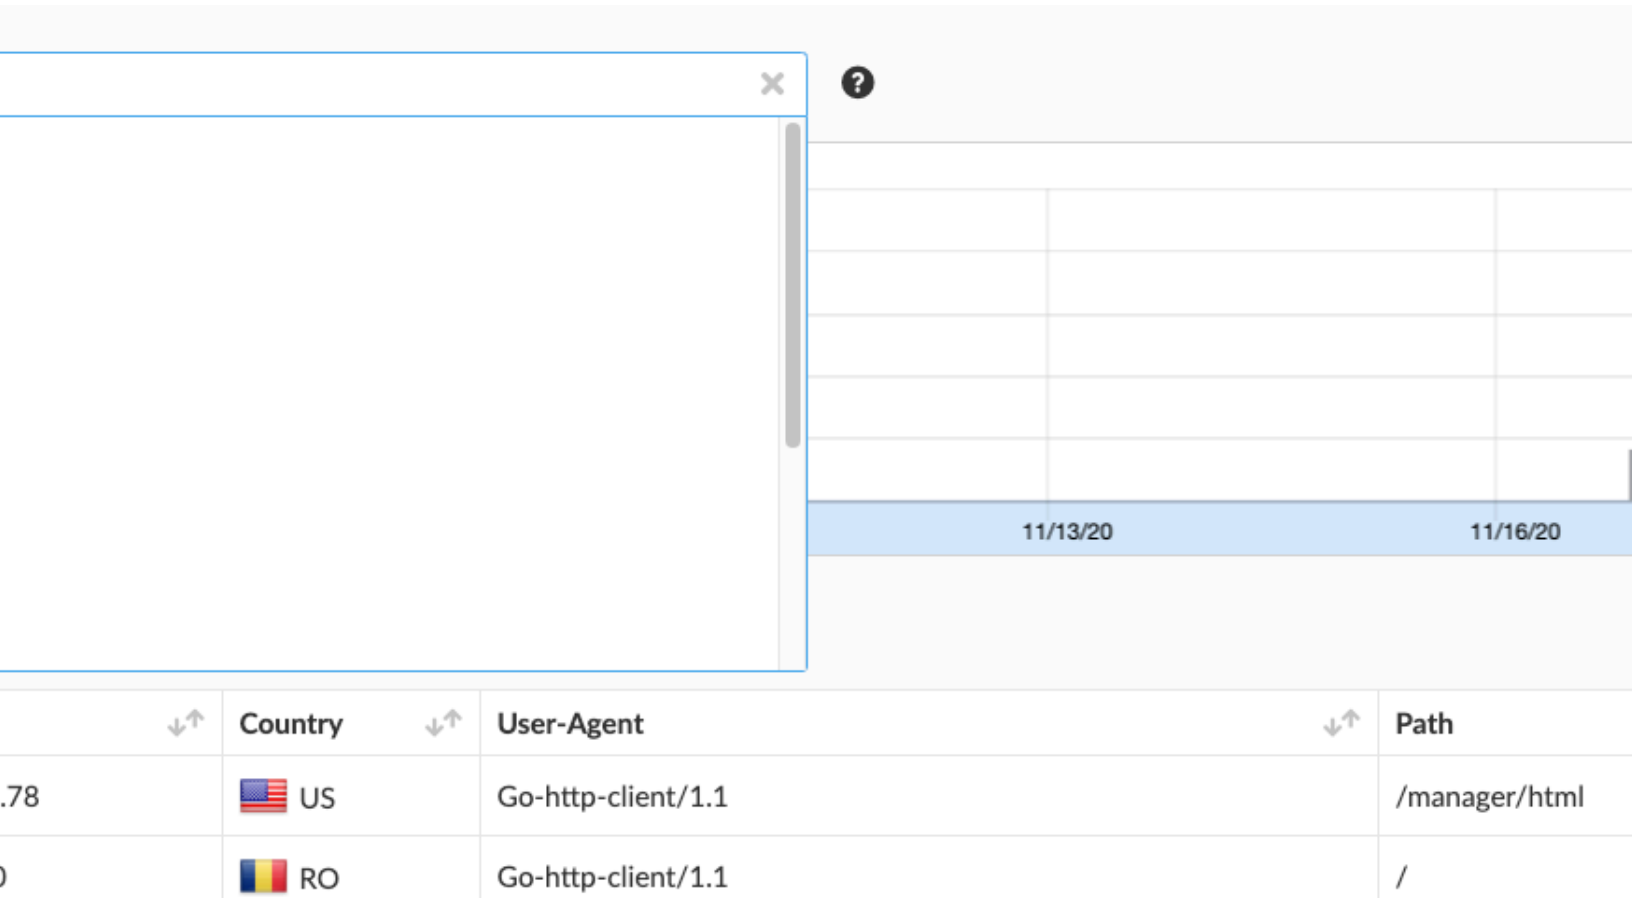 ?
11/13/20 11/16/20
Country User-Agent Path
.78 US Go-http-client/1.1 /manager/html
RO Go-http-client/1.1 /